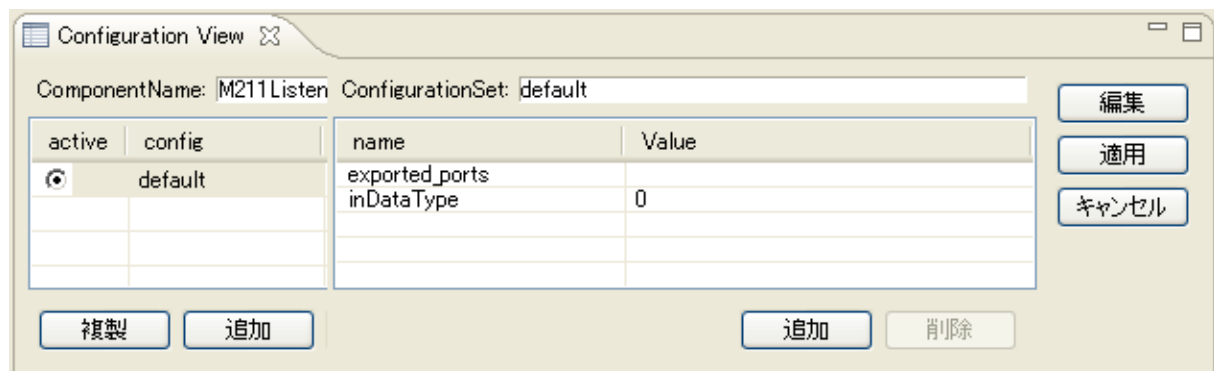 Configuration View
ComponentName: M211Listen ConfigurationSet: default
編集
active config name Value
適用
default exported_ports
inDataType 0
キャンセル
複製 追加 追加 削除